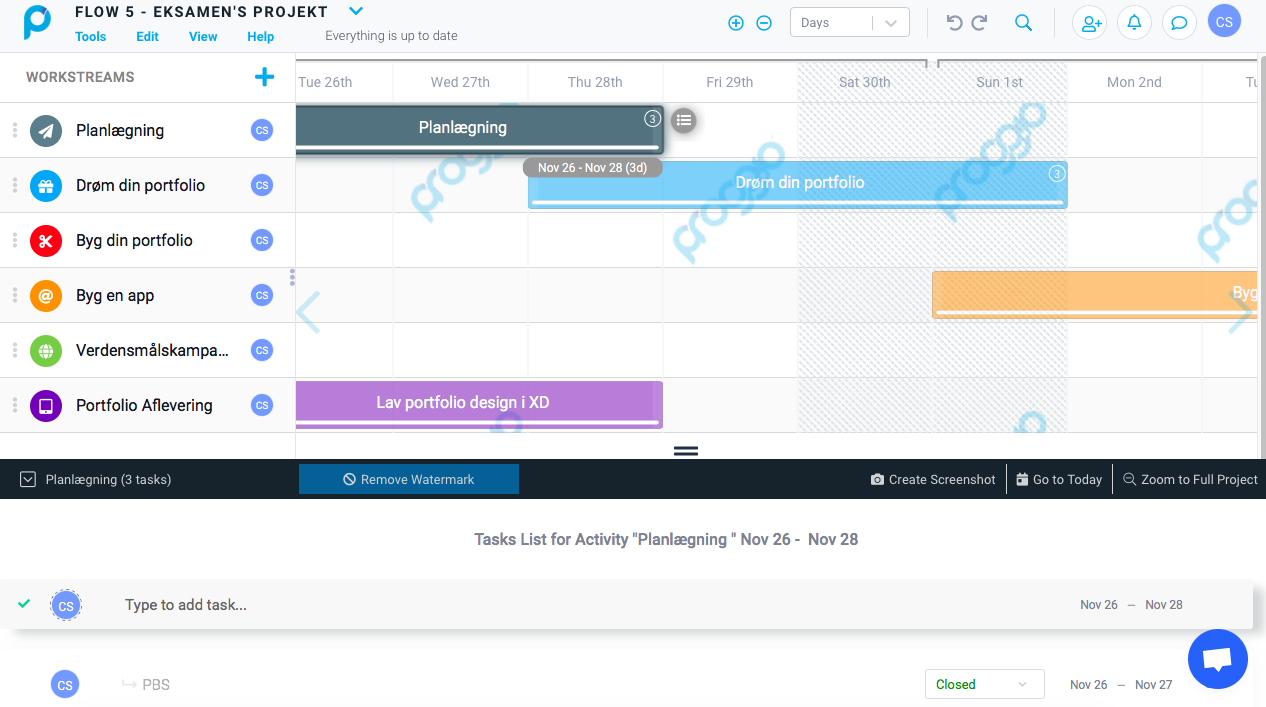 FLOW 5 - EKSAMEN'S PROJEKT
Tools Edit View Help Everything is up to date
Days
CS
WORKSTREAMS
Tue 26th Wed 27th Thu 28th Fri 29th Sat 30th Sun 1st Mon 2nd Tu
Planlægning CS
Planlægning 3
Nov 26 - Nov 28 (3d)
Drøm din portfolio CS
Drøm din portfolio 3
Byg din portfolio CS
Byg en app CS
Byg
Verdensmålskampa... CS
Portfolio Aflevering CS
Lav portfolio design i XD
proggio
proggio
proggio
Planlægning (3 tasks) Remove Watermark Create Screenshot Go to Today Zoom to Full Project
Tasks List for Activity "Planlægning " Nov 26 - Nov 28
CS Type to add task... Nov 26 – Nov 28
CS PBS Closed Nov 26 – Nov 27